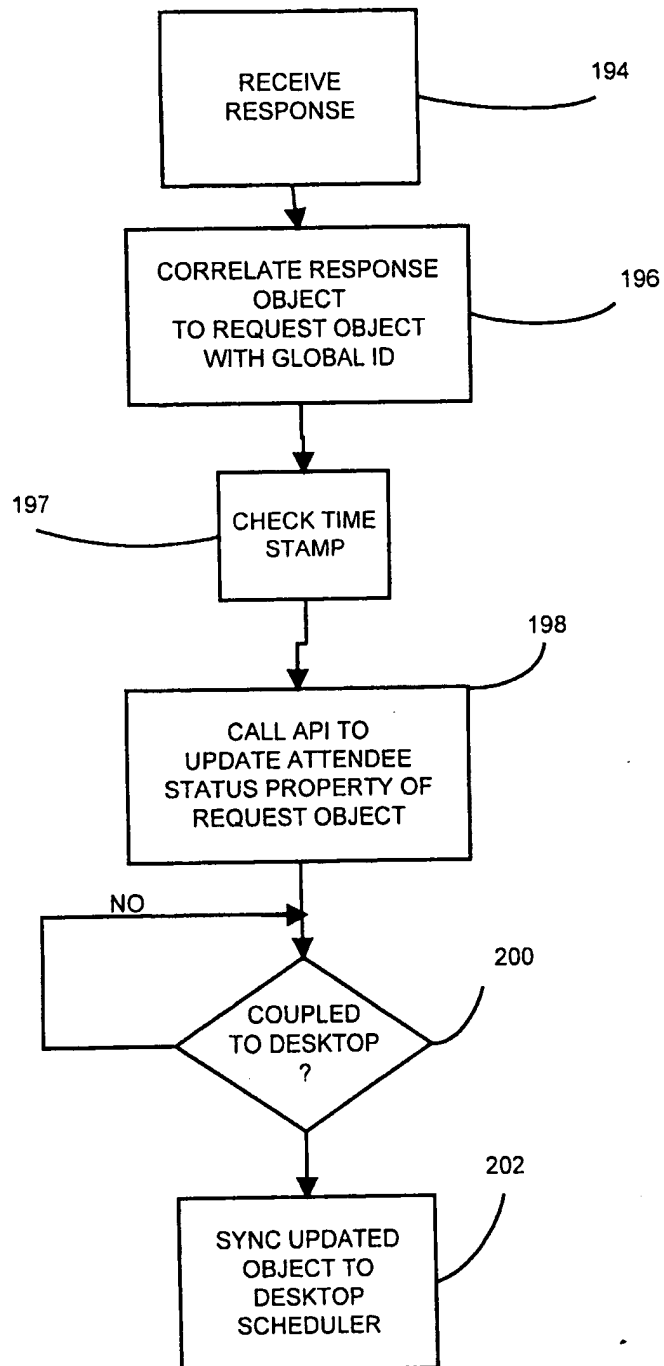 RECEIVE
RESPONSE
194
CORRELATE RESPONSE
OBJECT
TO REQUEST OBJECT
WITH GLOBAL ID
196
197
CHECK TIME
STAMP
198
CALL API TO
UPDATE ATTENDEE
STATUS PROPERTY OF
REQUEST OBJECT
NO
200
COUPLED
TO DESKTOP
?
202
SYNC UPDATED
OBJECT TO
DESKTOP
SCHEDULER